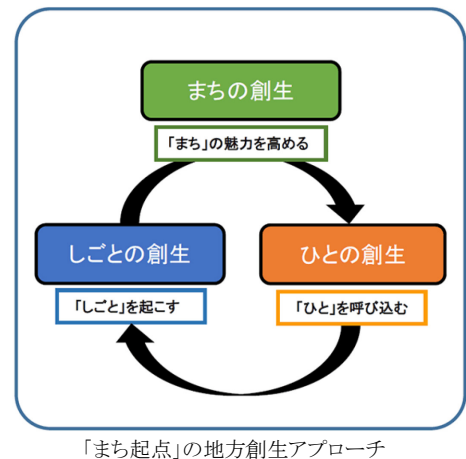 まちの創生
「まち」の魅力を高める
しごとの創生
ひとの創生
「しごと」を起こす
「ひと」を呼び込む
「まち起点」の地方創生アプローチ